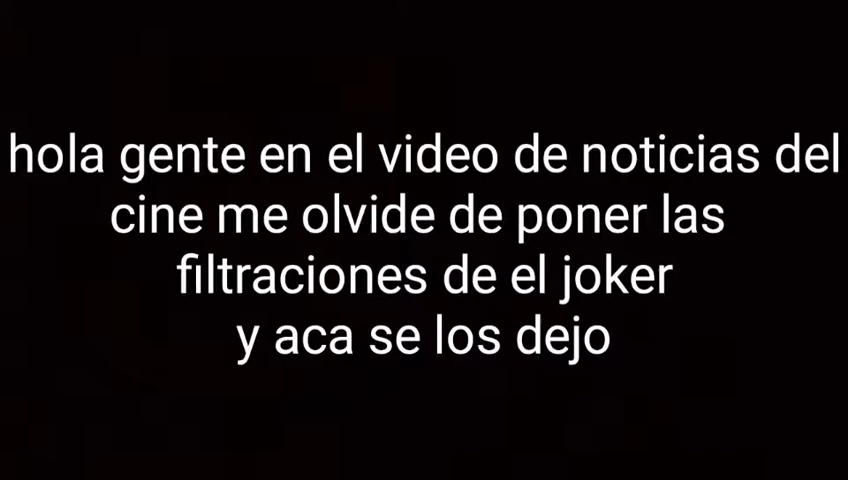 hola gente en el video de noticias del
cine me olvide de poner las
filtraciones de el joker
y aca se los dejo